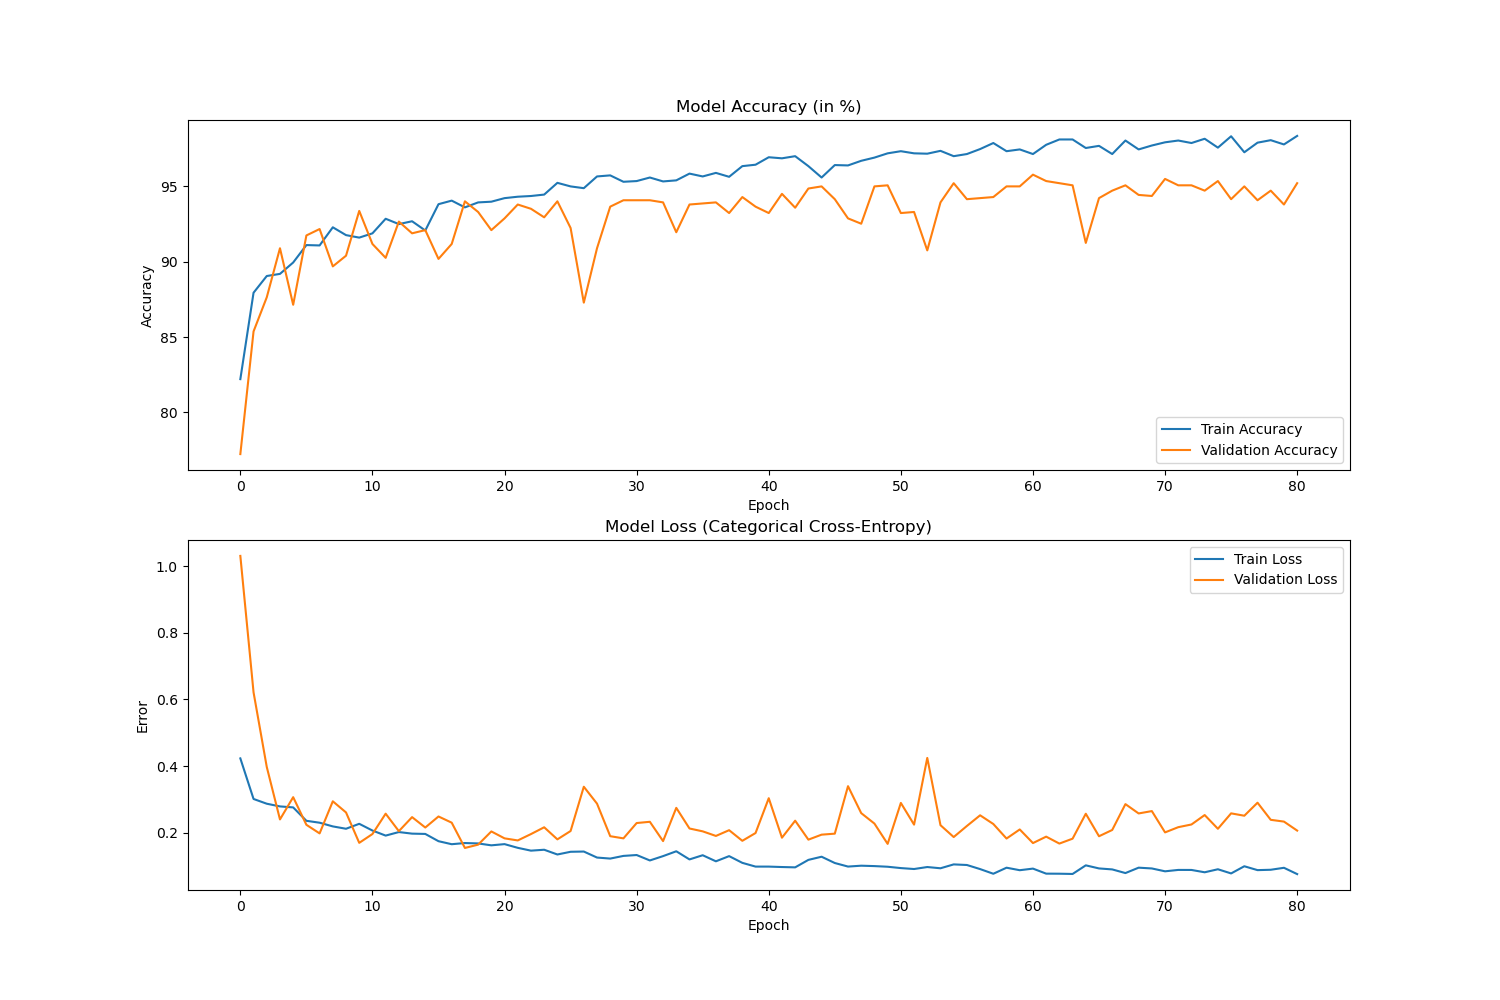 Model Accuracy (in %)
95
90
85
80
Accuracy
Train Accuracy
Validation Accuracy
0 10 20 30 40 50 60 70 80
Epoch
Model Loss (Categorical Cross-Entropy)
1.0
0.8
0.6
0.4
0.2
Error
Train Loss
Validation Loss
0 10 20 30 40 50 60 70 80
Epoch